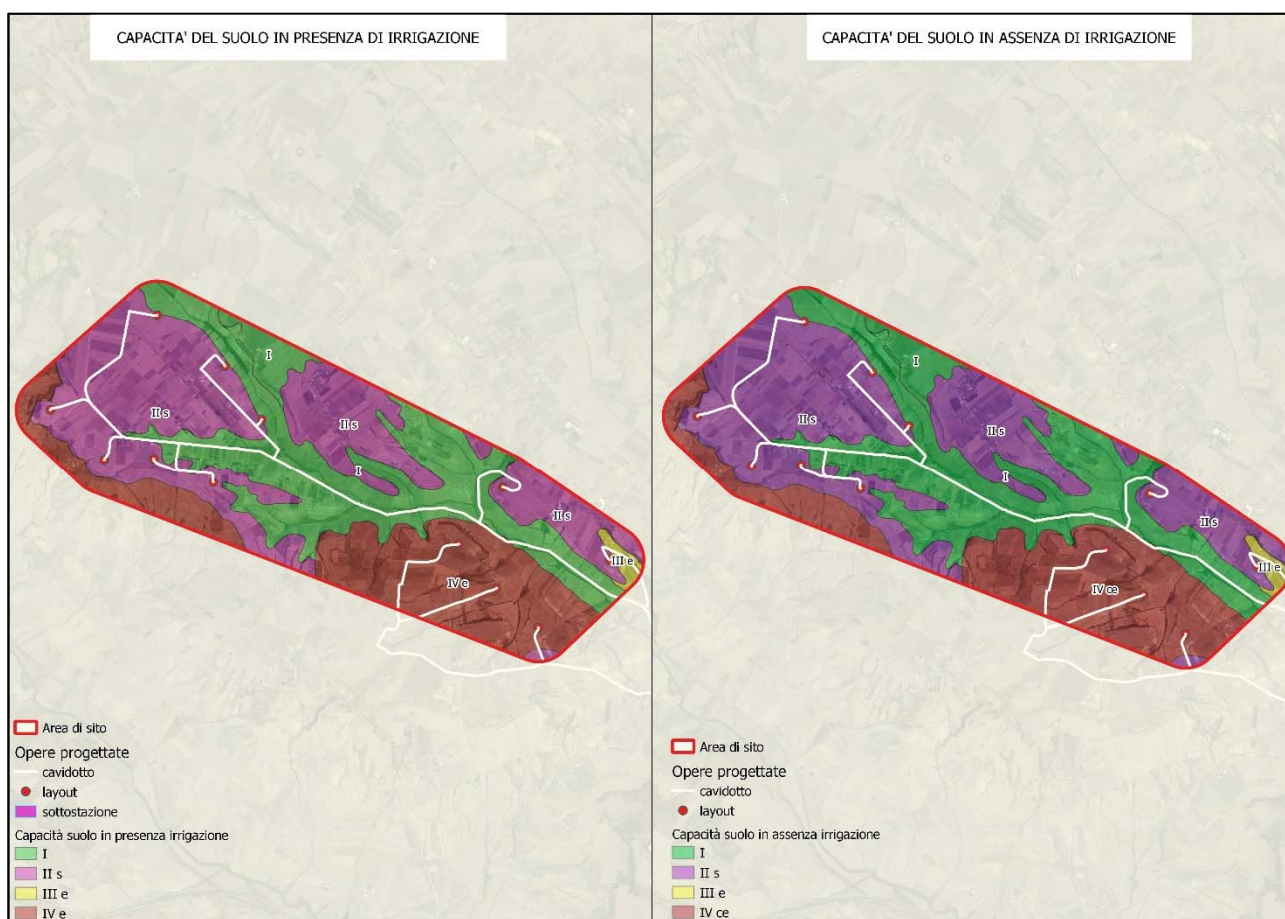 CAPACITA' DEL SUOLO IN PRESENZA DI IRRIGAZIONE
I
II s
II s
I
II s
III e
IV e
Area di sito
Opere progettate
cavidotto
layout
sottostazione
Capacità suolo in presenza irrigazione
I
II s
III e
IV e
CAPACITA' DEL SUOLO IN ASSENZA DI IRRIGAZIONE
I
II s
II s
I
II s
III e
IV ce
Area di sito
Opere progettate
cavidotto
layout
Capacità suolo in assenza irrigazione
I
II s
III e
IV ce